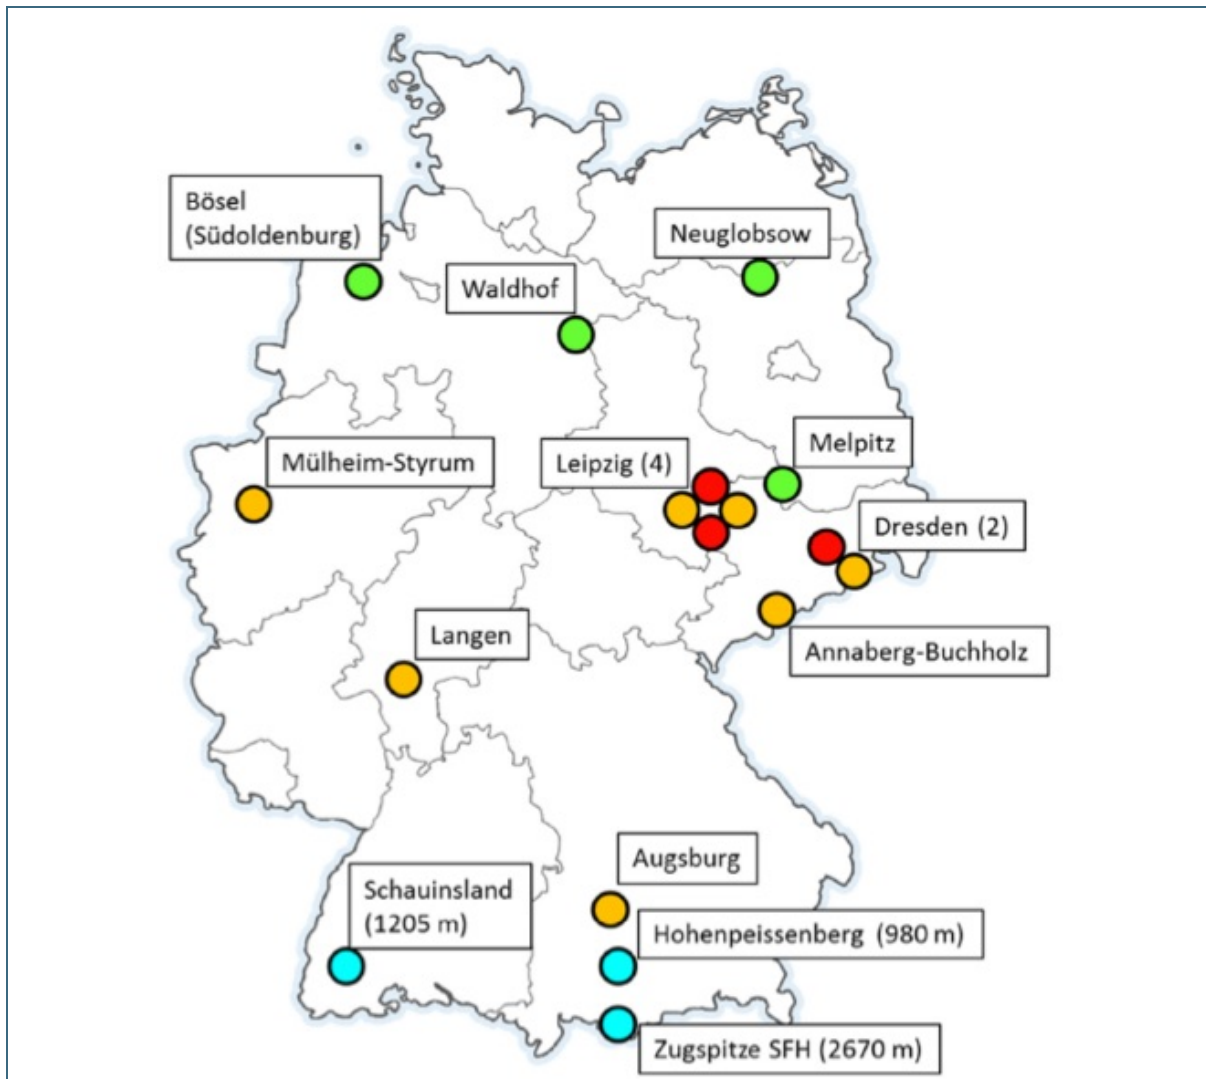 Bösel
(Südoldenburg)
Neuglobsow
Waldhof
Mülheim-Styrum
Leipzig (4)
Melpitz
Dresden (2)
Langen
Annaberg-Buchholz
Augsburg
Schauinsland
(1205 m)
Hohenpeissenberg (980 m)
Zugspitze SFH (2670 m)